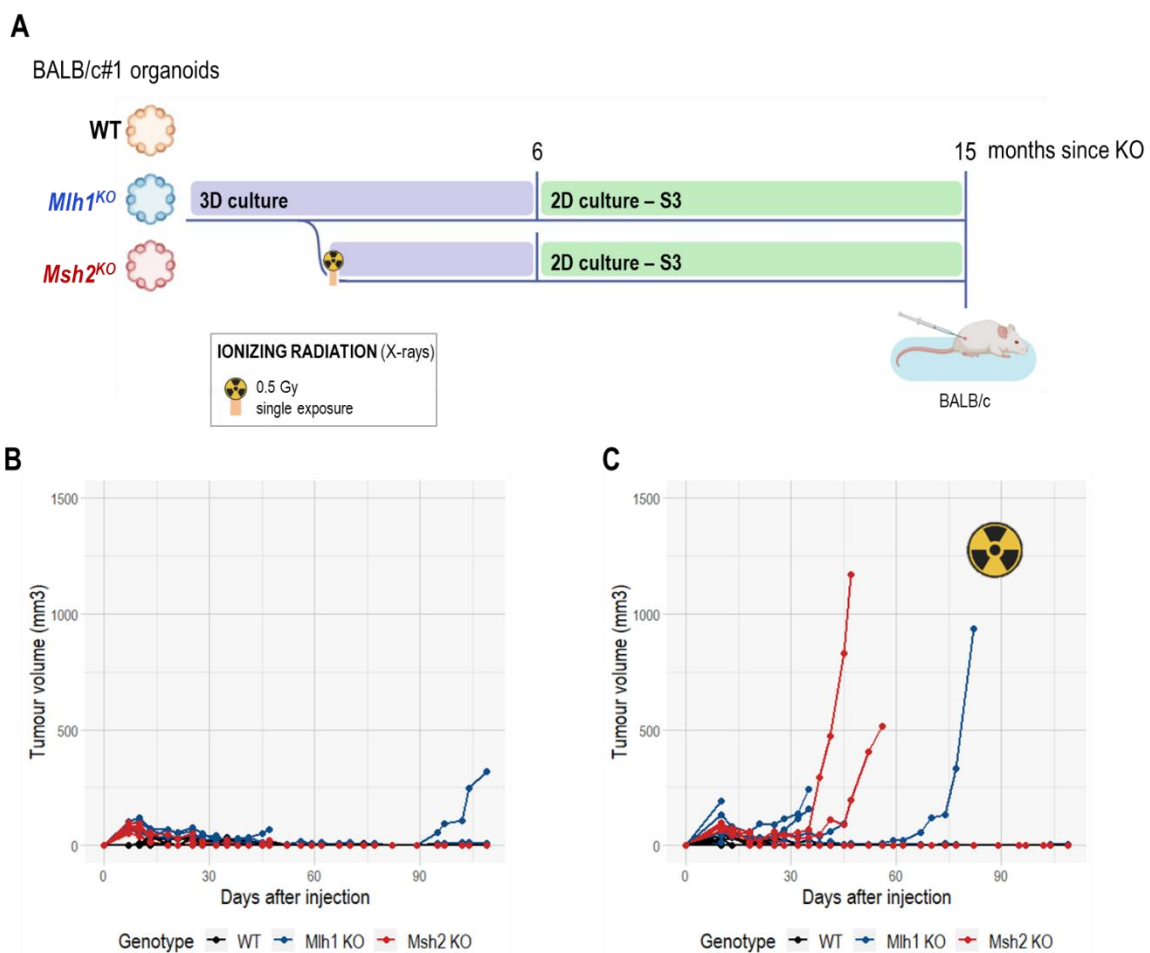 A
BALB/c#1 organoids
WT
6
15 months since KO
Mlh1KO
3D culture
2D culture – S3
Msh2KO
2D culture – S3
IONIZING RADIATION (X-rays)
0.5 Gy
single exposure
BALB/c
B
1500
1000
500
0
Tumour volume (mm3)
0 30 60 90
Days after injection
Genotype WT Mlh1 KO Msh2 KO
C
1500
1000
500
0
Tumour volume (mm3)
0 30 60 90
Days after injection
Genotype WT Mlh1 KO Msh2 KO